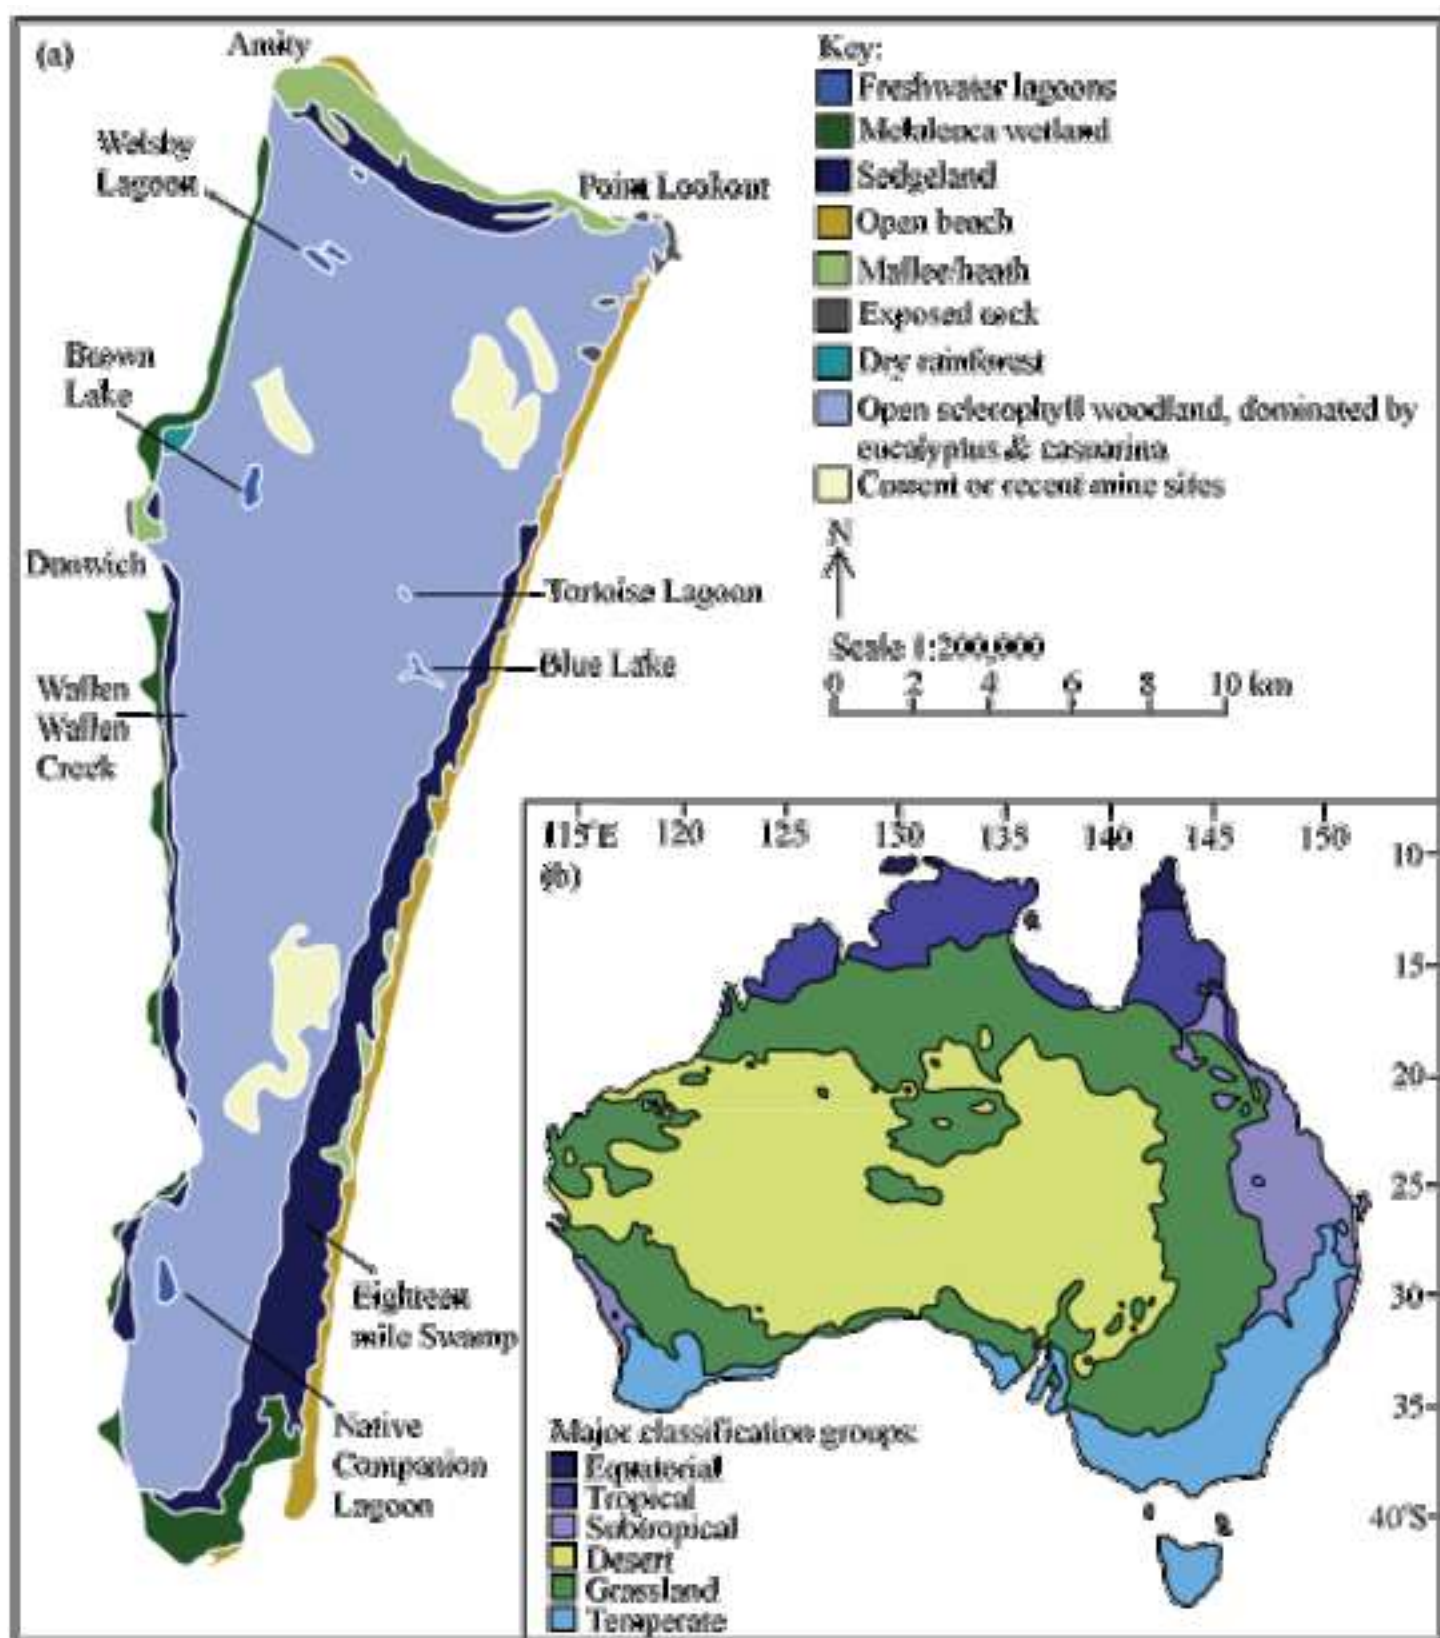 (a)
Amity
Welsby
Lagoon
Point Lookout
Brown
Lake
Dunwich
Tortoise Lagoon
Blue Lake
Wallen
Wallen
Creek
Eighteen
mile Swamp
Native
Companion
Lagoon
Key:
Freshwater lagoons
Melaleuca wetland
Sedgeland
Open beach
Mallee/heath
Exposed rock
Dry rainforest
Open sclerophyll woodland, dominated by
eucalyptus & casuarina
Current or recent mine sites
N
Scale 1:200,000
0 2 4 6 8 10 km
115°E 120 125 130 135 140 145 150
(b)
10
15
20
25
30
35
40°S
Major classification groups:
Equatorial
Tropical
Subtropical
Desert
Grassland
Temperate